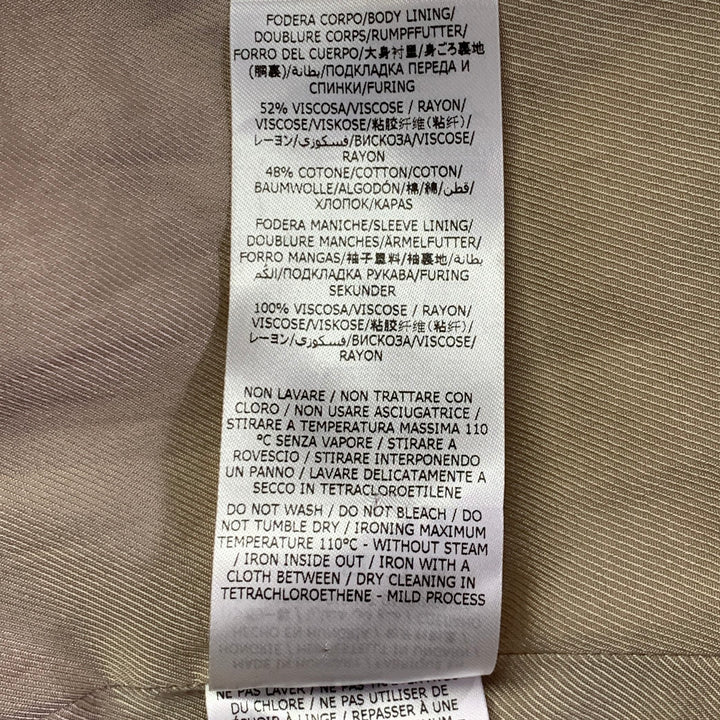 FODERA CORPO/BODY LINING/
DOUBLURE CORPS/RUMPFFUTTER/
FORRO DEL CUERPO/大身衬里/身ごろ裏地
(胴裏)/بطانة/ПОДКЛАДКА ПЕРЕДА И
СПИНКИ/FURING
52% VISCOSA/VISCOSE / RAYON/
VISCOSE/VISKOSE/粘胶纤维(粘纤)/
レーヨン/فسكوزي/ВИСКОЗА/VISCOSE/
RAYON
48% COTONE/COTTON/COTON/
BAUMWOLLE/ALGODÓN/棉/綿/قطن/
ХЛОПОК/KAPAS
FODERA MANICHE/SLEEVE LINING/
DOUBLURE MANCHES/ÄRMELFUTTER/
FORRO MANGAS/袖子里料/袖裏地/بطانة
الكُم/ПОДКЛАДКА РУКАВА/FURING
SEKUNDER
100% VISCOSA/VISCOSE / RAYON/
VISCOSE/VISKOSE/粘胶纤维(粘纤)/
レーヨン/فسكوزي/ВИСКОЗА/VISCOSE/
RAYON
NON LAVARE / NON TRATTARE CON
CLORO / NON USARE ASCIUGATRICE /
STIRARE A TEMPERATURA MASSIMA 110
°C SENZA VAPORE / STIRARE A
ROVESCIO / STIRARE INTERPONENDO
UN PANNO / LAVARE DELICATAMENTE A
SECCO IN TETRACLOROETILENE
DO NOT WASH / DO NOT BLEACH / DO
NOT TUMBLE DRY / IRONING MAXIMUM
TEMPERATURE 110°C - WITHOUT STEAM
/ IRON INSIDE OUT / IRON WITH A
CLOTH BETWEEN / DRY CLEANING IN
TETRACHLOROETHENE - MILD PROCESS
NE PAS LAVER / NE PAS TRAITER
DU CHLORE / NE PAS UTILISER DE
SÉCHOIR À LINGE / REPASSER À UNE